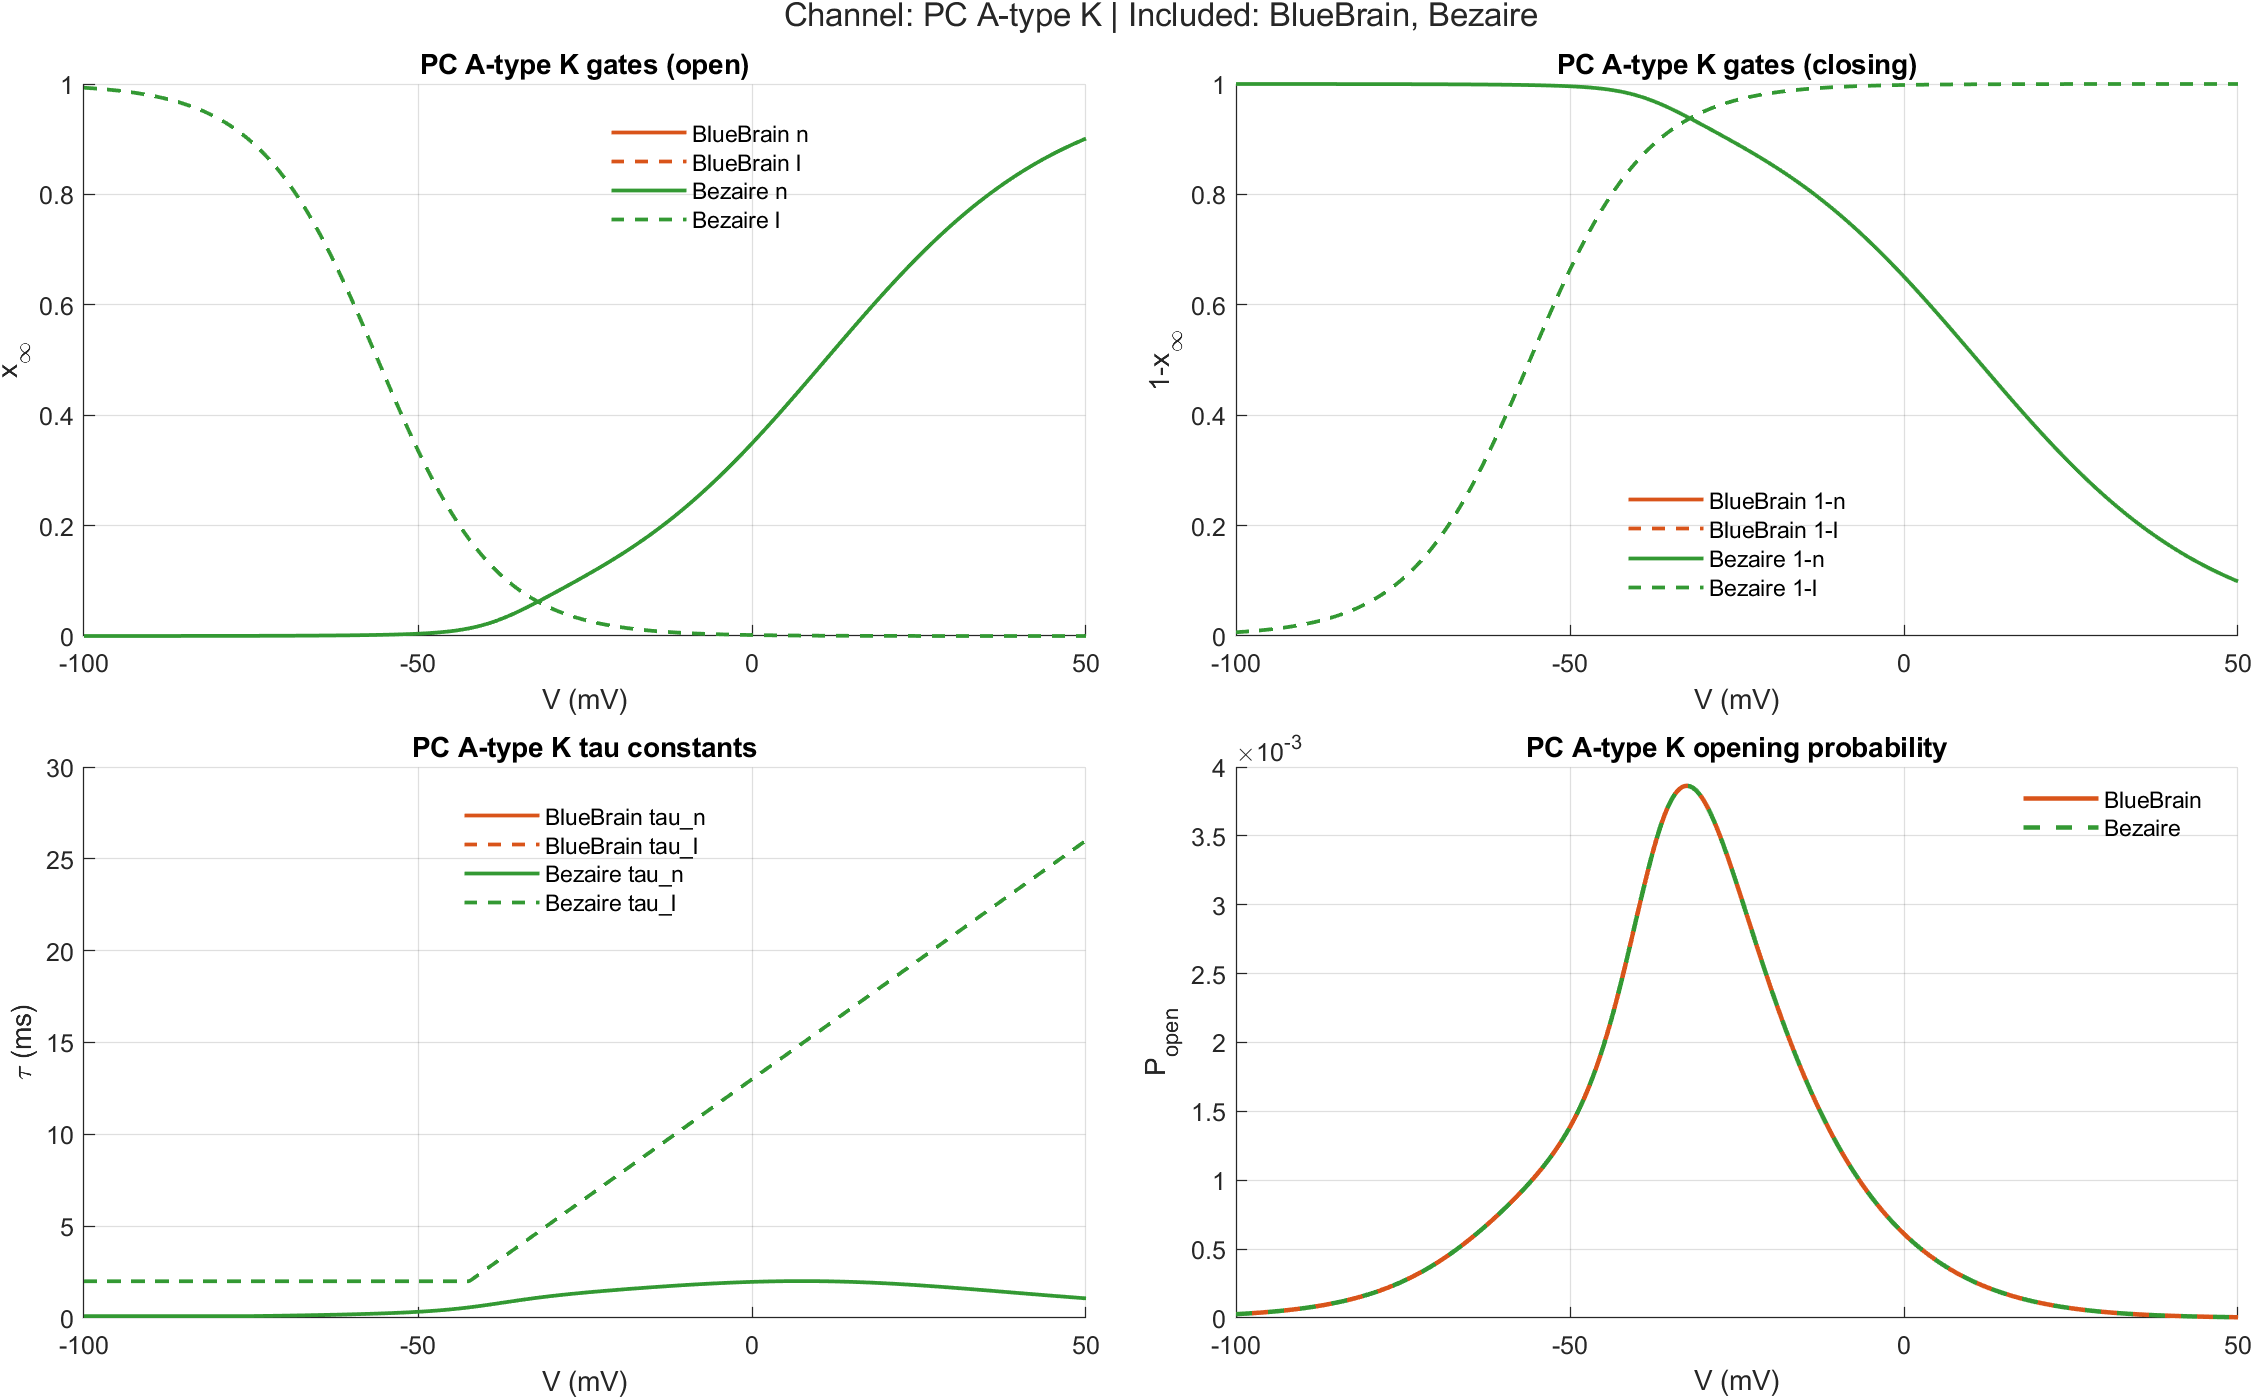 Channel: PC A-type K | Included: BlueBrain, Bezaire
PC A-type K gates (open)
1
0.8
0.6
0.4
0.2
0
x∞
BlueBrain n
BlueBrain l
Bezaire n
Bezaire l
-100
-50
0
50
V (mV)
PC A-type K gates (closing)
1
0.8
0.6
0.4
0.2
0
1-x∞
BlueBrain 1-n
BlueBrain 1-l
Bezaire 1-n
Bezaire 1-l
-100
-50
0
50
V (mV)
PC A-type K tau constants
30
25
20
15
10
5
0
τ (ms)
BlueBrain tau_n
BlueBrain tau_l
Bezaire tau_n
Bezaire tau_l
-100
-50
0
50
V (mV)
PC A-type K opening probability
×10-3
4
3.5
3
2.5
2
1.5
1
0.5
0
Popen
BlueBrain
Bezaire
-100
-50
0
50
V (mV)